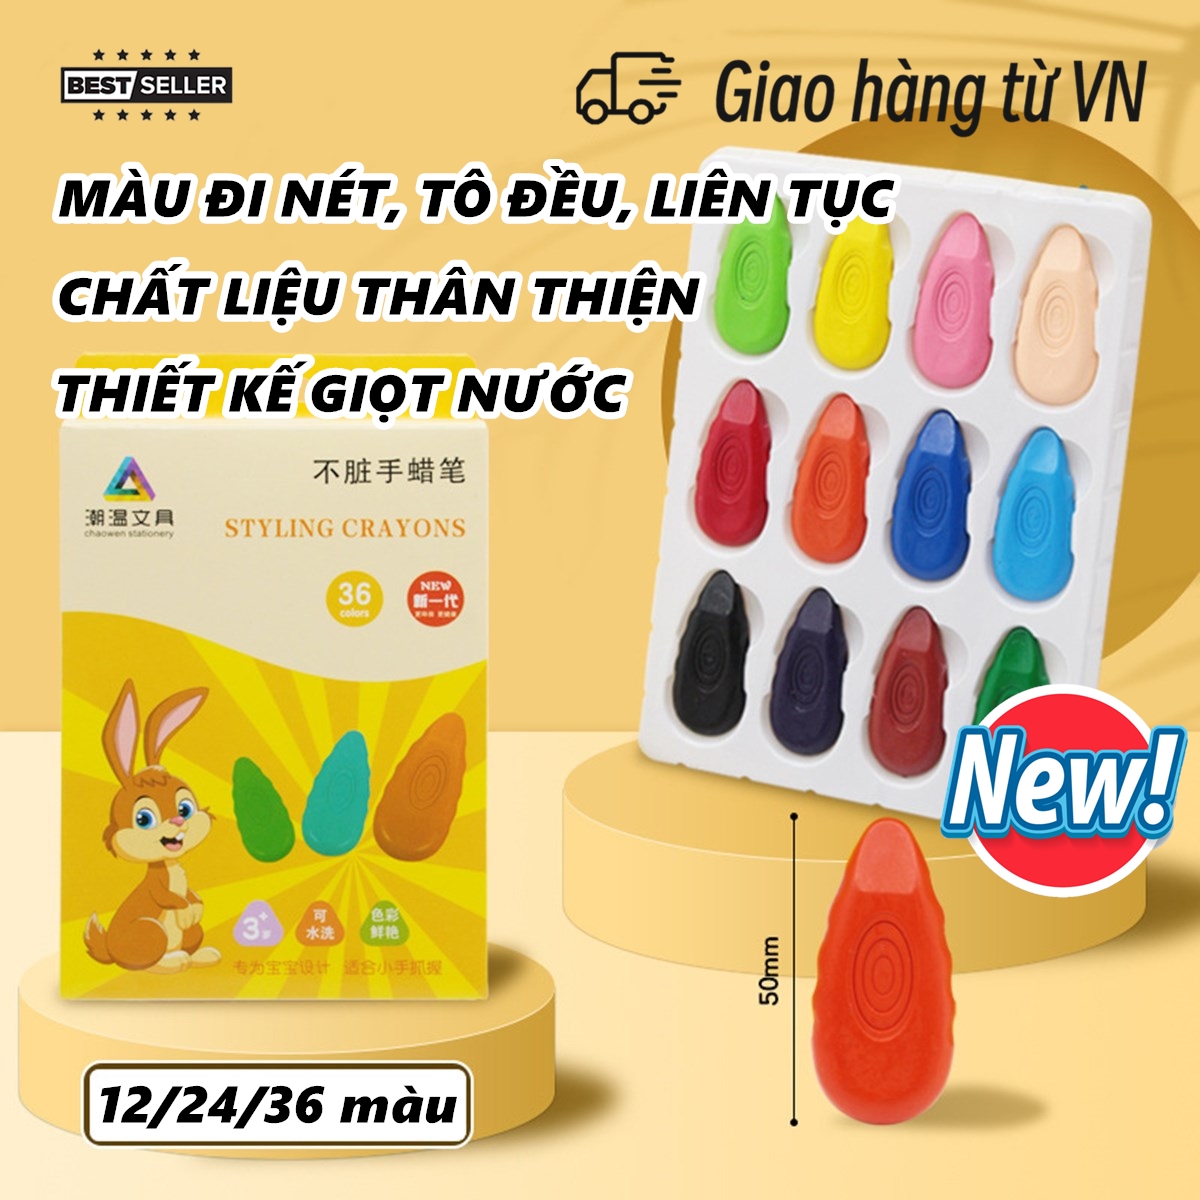 BEST SELLER
Giao hàng từ VN
MÀU ĐI NÉT, TÔ ĐỀU, LIÊN TỤC
CHẤT LIỆU THÂN THIỆN
THIẾT KẾ GIỌT NƯỚC
潮温文具
chaowen stationery
不脏手蜡笔
STYLING CRAYONS
36
colors
NEW
新一代
New!
3+
岁
可
水洗
色彩
鲜艳
专为宝宝设计 适合小手抓握
50mm
12/24/36 màu